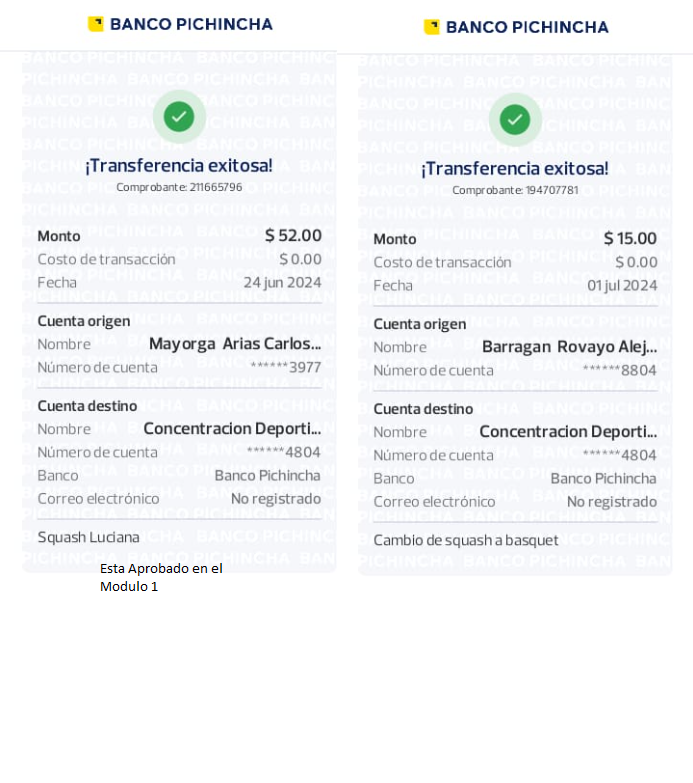 BANCO PICHINCHA
¡Transferencia exitosa!
Comprobante: 211665796
Monto $ 52.00
Costo de transacción $ 0.00
Fecha 24 jun 2024
Cuenta origen
Nombre Mayorga Arias Carlos...
Número de cuenta ******3977
Cuenta destino
Nombre Concentracion Deporti...
Número de cuenta ******4804
Banco Banco Pichincha
Correo electrónico No registrado
Squash Luciana
Esta Aprobado en el
Modulo 1
BANCO PICHINCHA
¡Transferencia exitosa!
Comprobante: 194707781
Monto $ 15.00
Costo de transacción $ 0.00
Fecha 01 jul 2024
Cuenta origen
Nombre Barragan Rovayo Alej...
Número de cuenta ******8804
Cuenta destino
Nombre Concentracion Deporti...
Número de cuenta ******4804
Banco Banco Pichincha
Correo electrónico No registrado
Cambio de squash a basquet